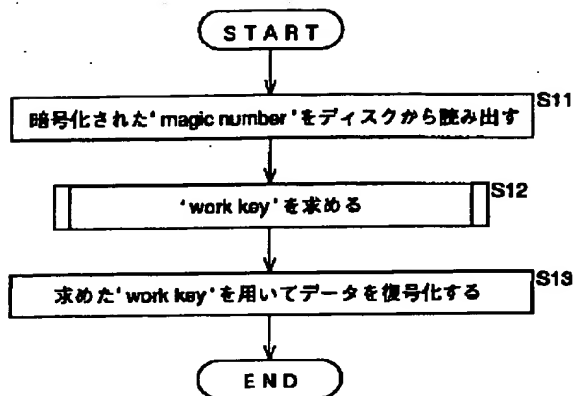 START
S11
暗号化された'magic number'をディスクから読み出す
S12
'work key'を求める
S13
求めた'work key'を用いてデータを復号化する
END